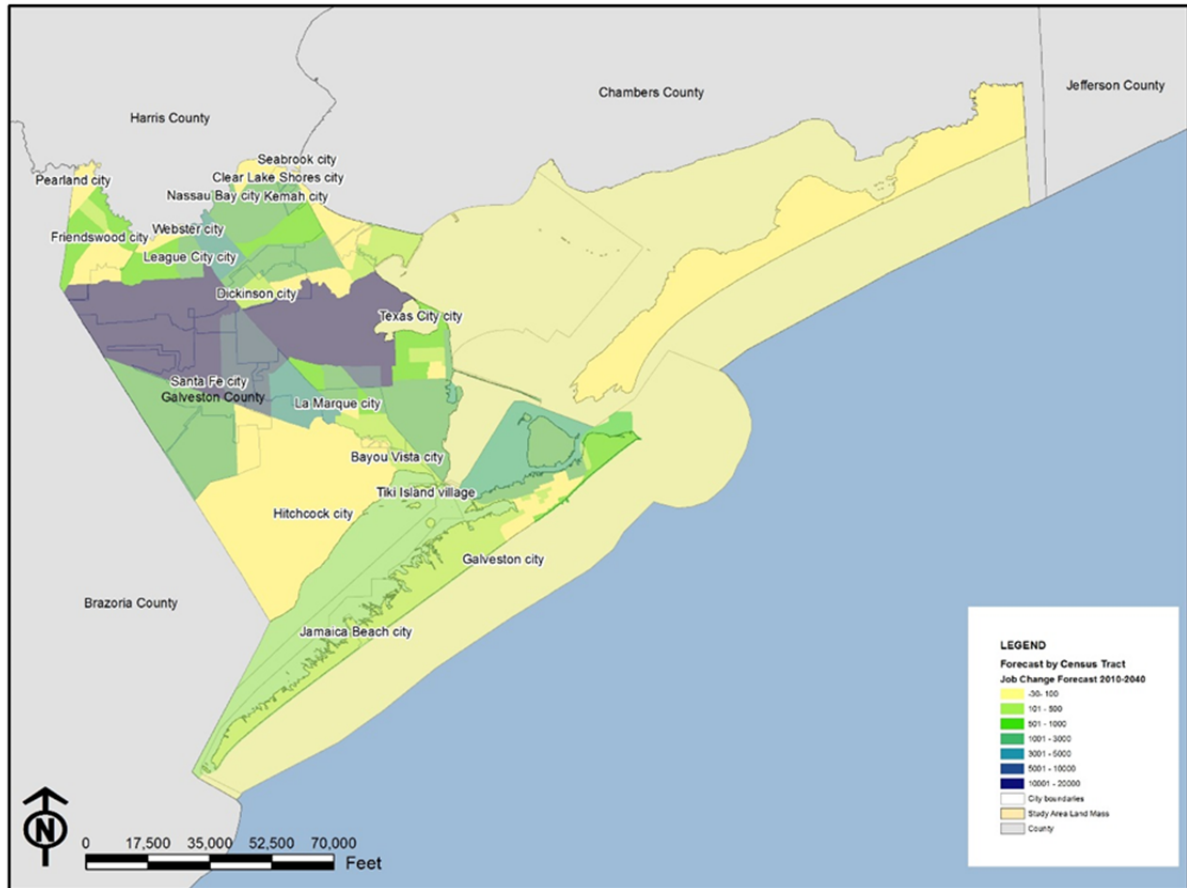 Chambers County
Jefferson County
Harris County
Seabrook city
Clear Lake Shores city
Pearland city
Nassau Bay city Kemah city
Webster city
Friendswood city
League City city
Dickinson city
Texas City city
Santa Fe city
Galveston County
La Marque city
Bayou Vista city
Tiki Island village
Hitchcock city
Galveston city
Brazoria County
Jamaica Beach city
LEGEND
Forecast by Census Tract
Job Change Forecast 2010-2040
-30- 100
101 - 500
501 - 1000
1001 - 3000
3001 - 5000
5001 - 10000
10001 - 20000
City boundaries
Study Area Land Mass
County
N
0 17,500 35,000 52,500 70,000
Feet